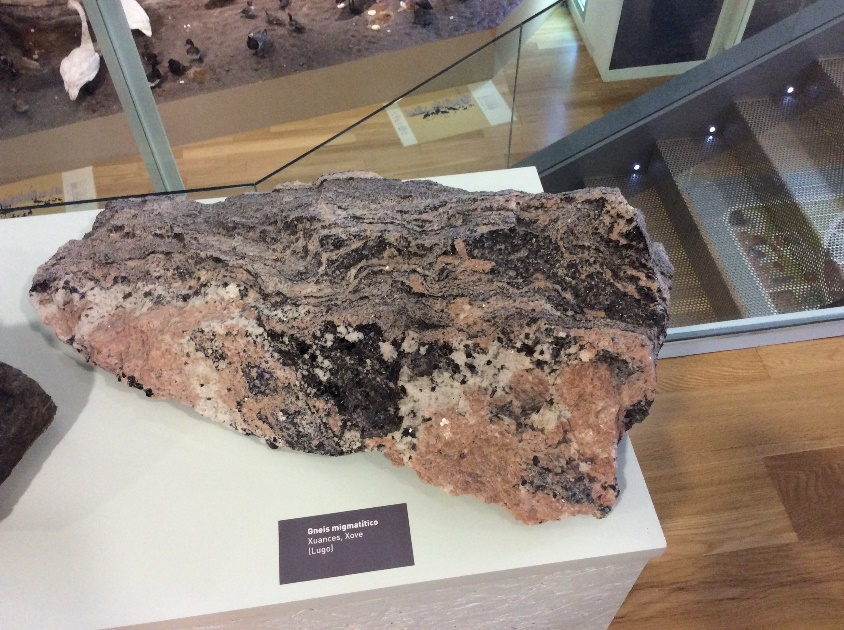 Gneis migmatítico
Xuances, Xove
(Lugo)